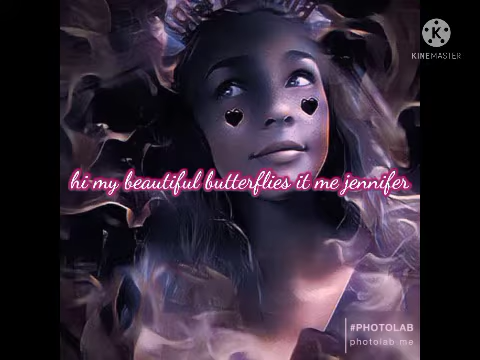 KINEMASTER
hi my beautiful butterflies it me jennifer
#PHOTOLAB
photolab me